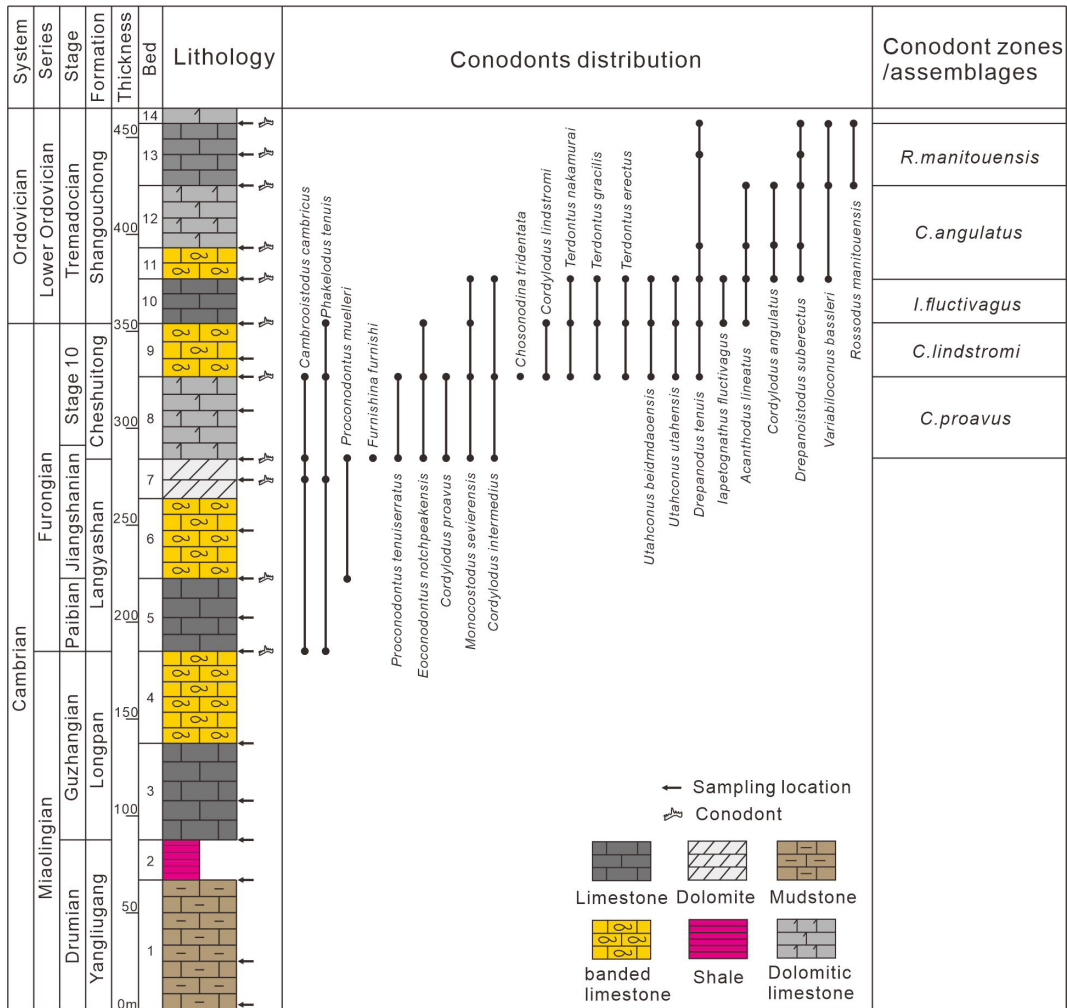 System
Series
Stage
Formation
Thickness
Bed
Lithology
Conodonts distribution
Conodont zones
/assemblages
Ordovician
Cambrian
Lower Ordovician
Furongian
Miaolingian
Tremadocian
Stage 10
Jiangshanian
Paibian
Guzhangian
Drumian
Shangouchong
Cheshuitong
Langyashan
Longpan
Yangliugang
450
400
350
300
250
200
150
100
50
0m
14
13
12
11
10
9
8
7
6
5
4
3
2
1
Cambrooistodus cambricus
Phakelodus tenuis
Proconodontus muelleri
Furnishina furnishi
Proconodontus tenuiserratus
Eoconodontus notchpeakensis
Cordylodus proavus
Monocostodus sevierensis
Cordylodus intermedius
Chosonodina tridentata
Cordylodus lindstromi
Terdontus nakamurai
Terdontus gracilis
Terdontus erectus
Utahconus beidmdaoensis
Utahconus utahensis
Drepanodus tenuis
Iapetognathus fluctivagus
Acanthodus lineatus
Cordylodus angulatus
Drepanoistodus suberectus
Variabiloconus bassleri
Rossodus manitouensis
R.manitouensis
C.angulatus
I.fluctivagus
C.lindstromi
C.proavus
Sampling location
Conodont
Limestone
Dolomite
Mudstone
banded
limestone
Shale
Dolomitic
limestone